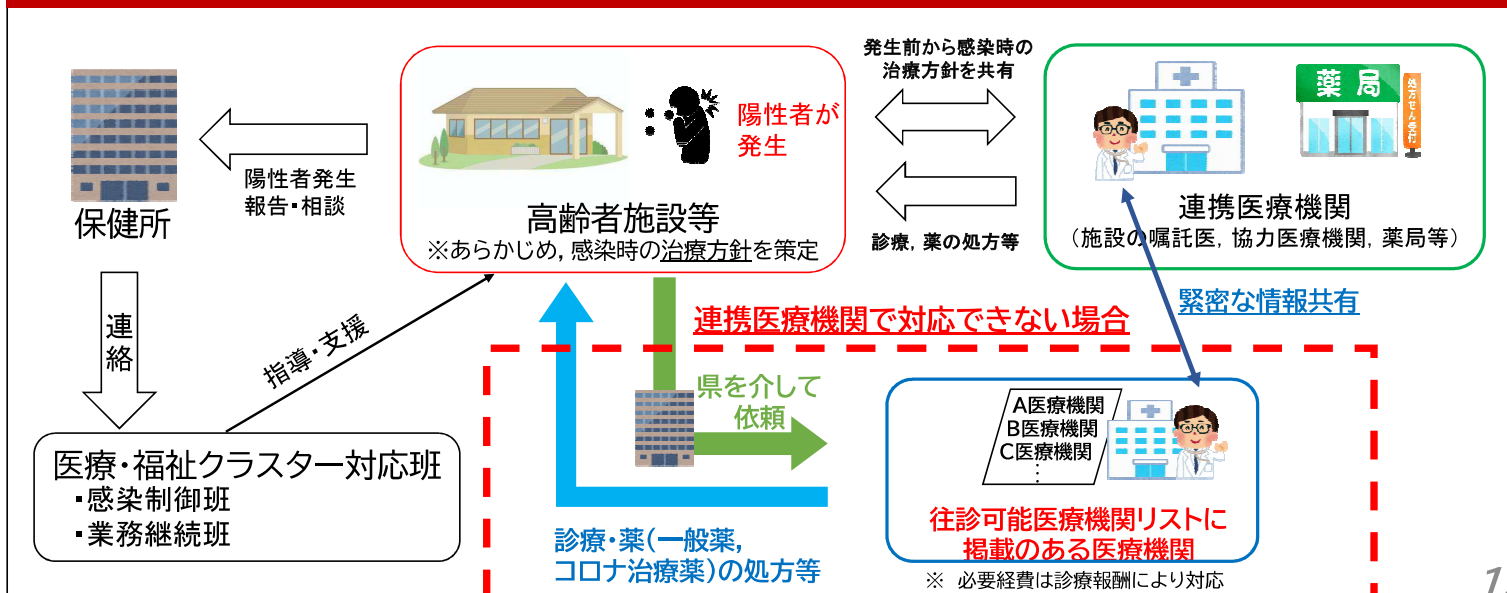 発生前から感染時の
治療方針を共有
薬局
処方せん受付
陽性者が
発生
陽性者発生
報告・相談
保健所
高齢者施設等
※あらかじめ，感染時の治療方針を策定
診療，薬の処方等
連携医療機関
（施設の嘱託医，協力医療機関，薬局等）
連絡
指導・支援
連携医療機関で対応できない場合
緊密な情報共有
県を介して
依頼
A医療機関
B医療機関
C医療機関
⋮
医療・福祉クラスター対応班
・感染制御班
・業務継続班
往診可能医療機関リストに
掲載のある医療機関
診療・薬（一般薬，
コロナ治療薬）の処方等
※ 必要経費は診療報酬により対応